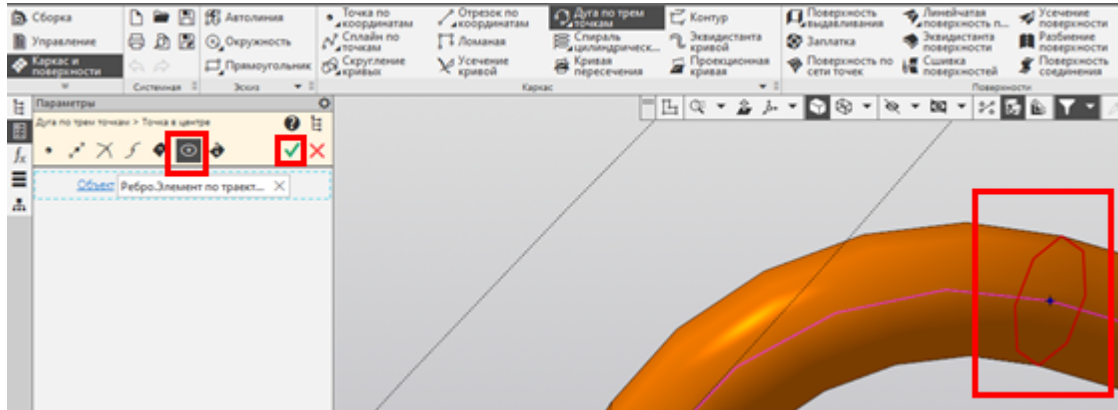 Сборка
Управление
Каркас и
поверхности
Системная
Автолиния
Окружность
Прямоугольник
Эскиз
Точка по
координатам
Сплайн по
точкам
Скругление
кривых
Отрезок по
координатам
Ломаная
Усечение
кривой
Дуга по трем
точкам
Спираль
цилиндрическ...
Кривая
пересечения
Контур
Эквидистанта
кривой
Проекционная
кривая
Каркас
Поверхность
выдавливания
Заплатка
Поверхность по
сети точек
Линейчатая
поверхность п...
Эквидистанта
поверхности
Сшивка
поверхностей
Усечение
поверхности
Разбиение
поверхности
Поверхность
соединения
Поверхности
Параметры
Дуга по трем точкам > Точка в центре
Объект Ребро.Элемент по траект...